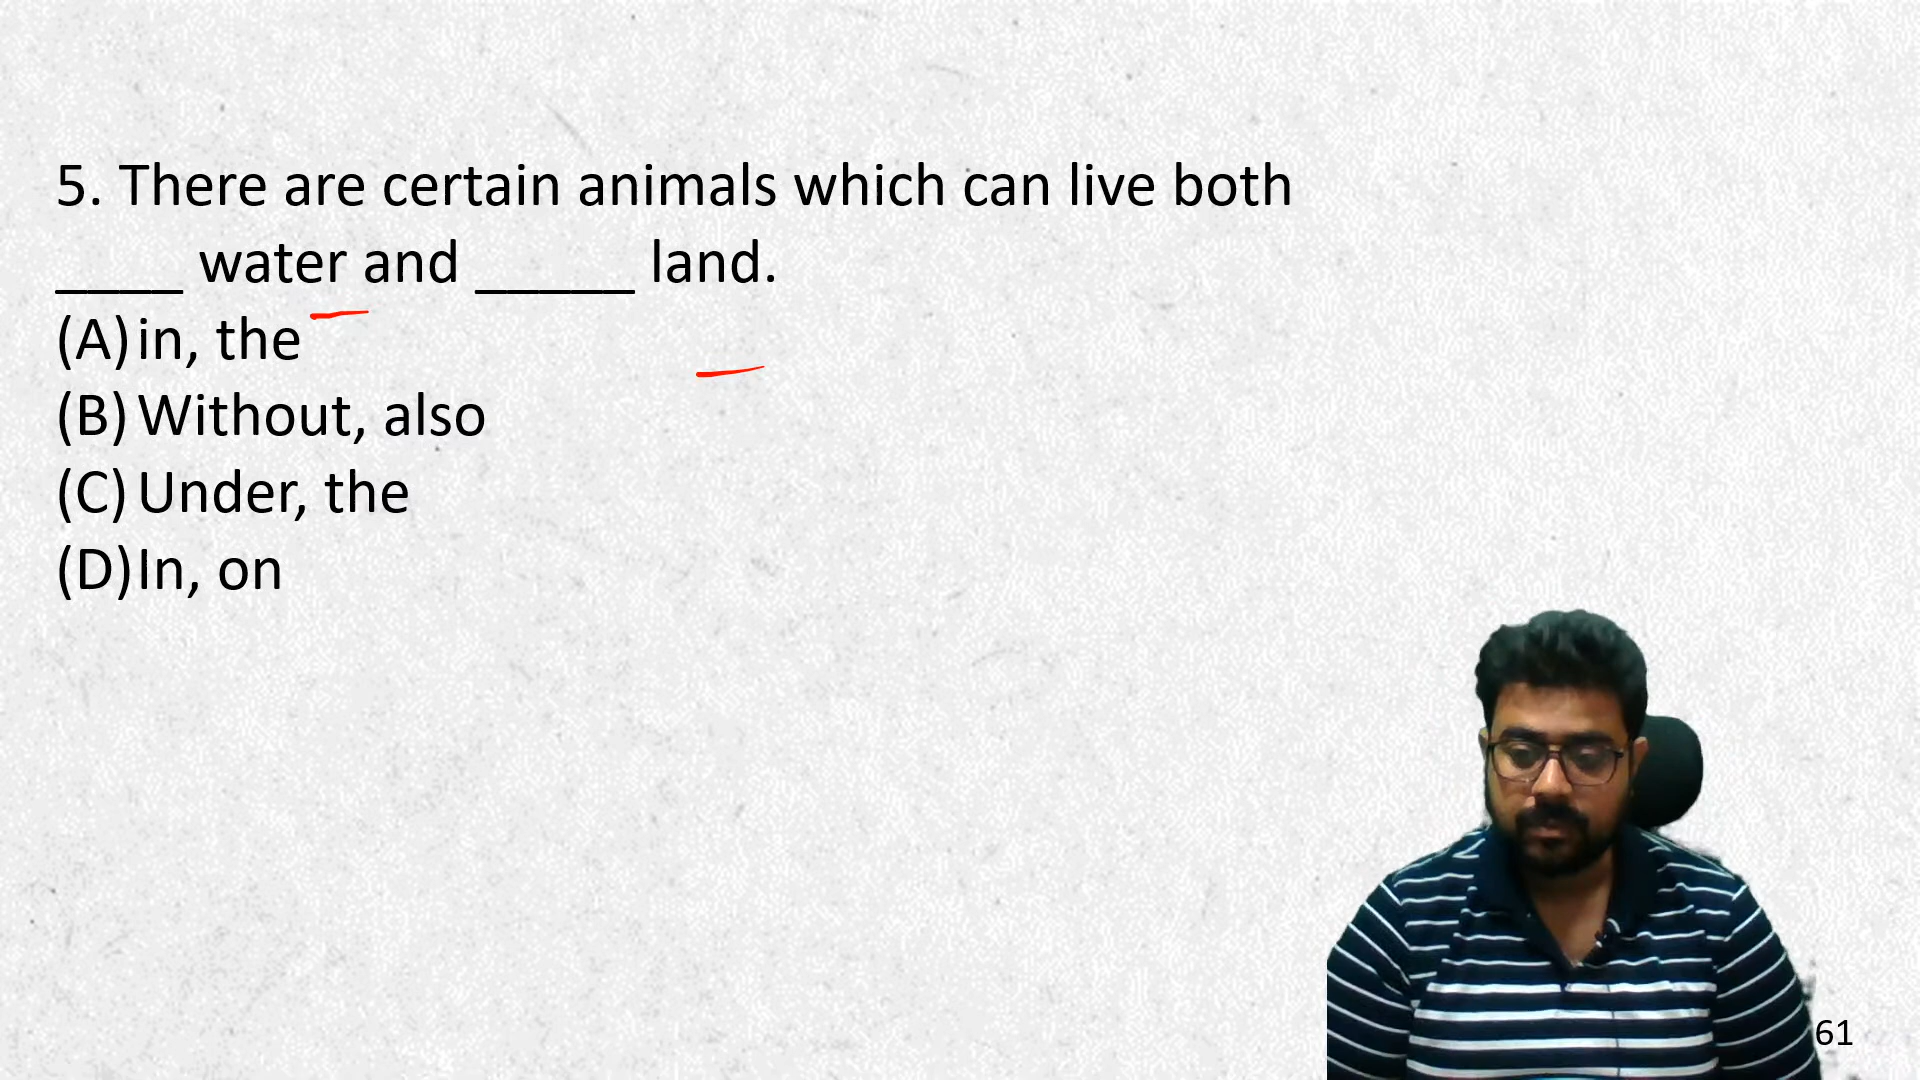 5. There are certain animals which can live both
____ water and _____ land.
(A) in, the
(B) Without, also
(C) Under, the
(D) In, on
61